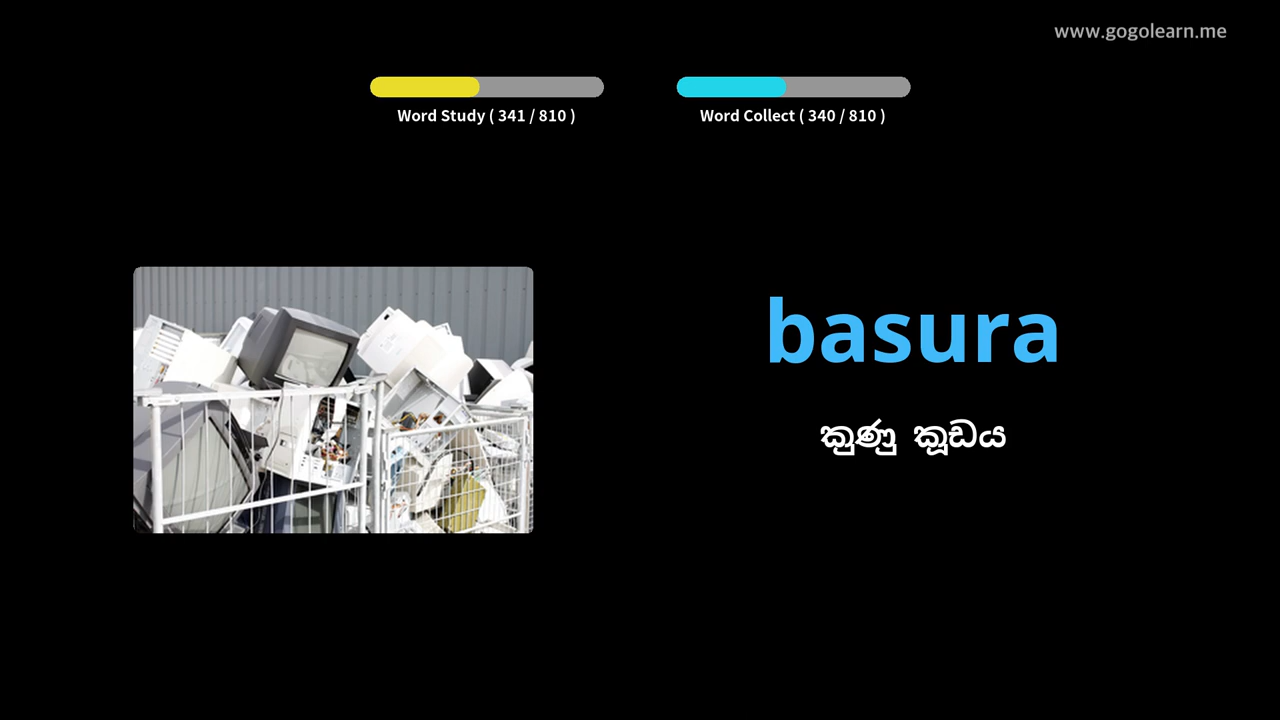 www.gogolearn.me
Word Study ( 341 / 810 )
Word Collect ( 340 / 810 )
basura
කුණු කූඩය